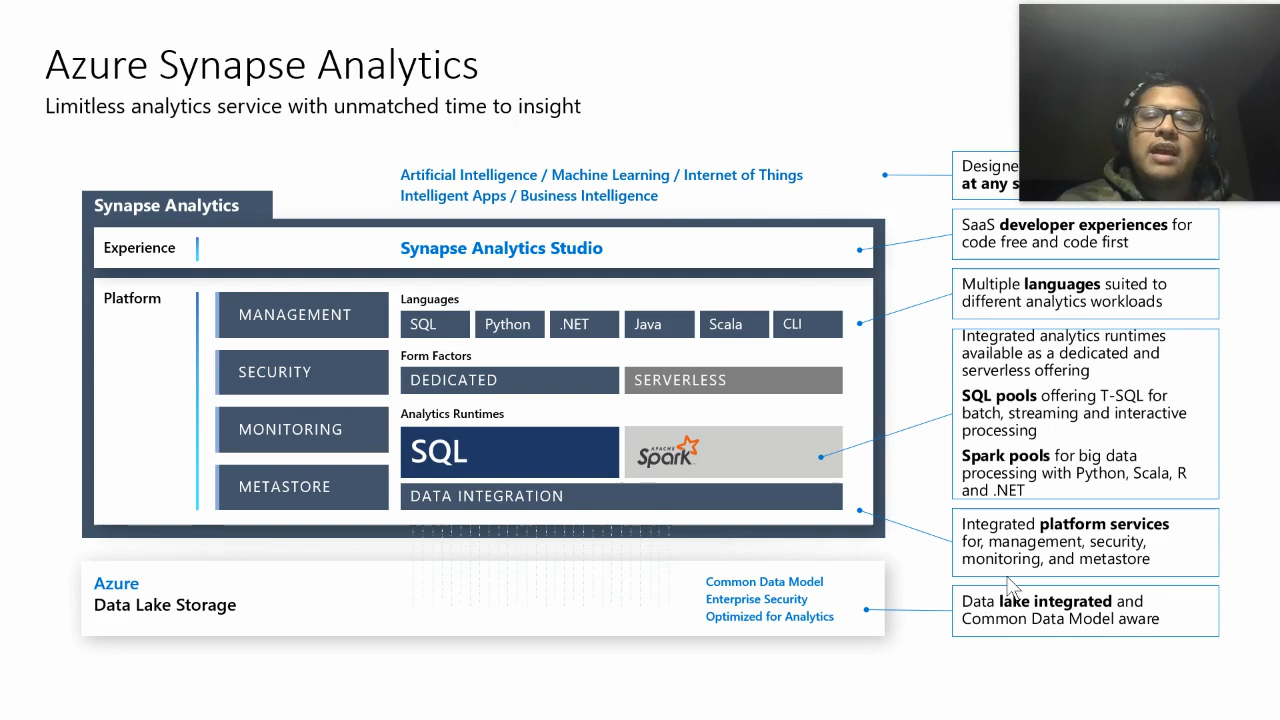 Azure Synapse Analytics
Limitless analytics service with unmatched time to insight
Artificial Intelligence / Machine Learning / Internet of Things
Intelligent Apps / Business Intelligence
Synapse Analytics
Experience
Synapse Analytics Studio
Platform
MANAGEMENT
SECURITY
MONITORING
METASTORE
Languages
SQL
Python
.NET
Java
Scala
CLI
Form Factors
DEDICATED
SERVERLESS
Analytics Runtimes
SQL
APACHE
Spark
DATA INTEGRATION
Azure
Data Lake Storage
Common Data Model
Enterprise Security
Optimized for Analytics
at any
SaaS developer experiences for
code free and code first
Multiple languages suited to
different analytics workloads
Integrated analytics runtimes
available as a dedicated and
serverless offering
SQL pools offering T-SQL for
batch, streaming and interactive
processing
Spark pools for big data
processing with Python, Scala, R
and .NET
Integrated platform services
for, management, security,
monitoring, and metastore
Data lake integrated and
Common Data Model aware